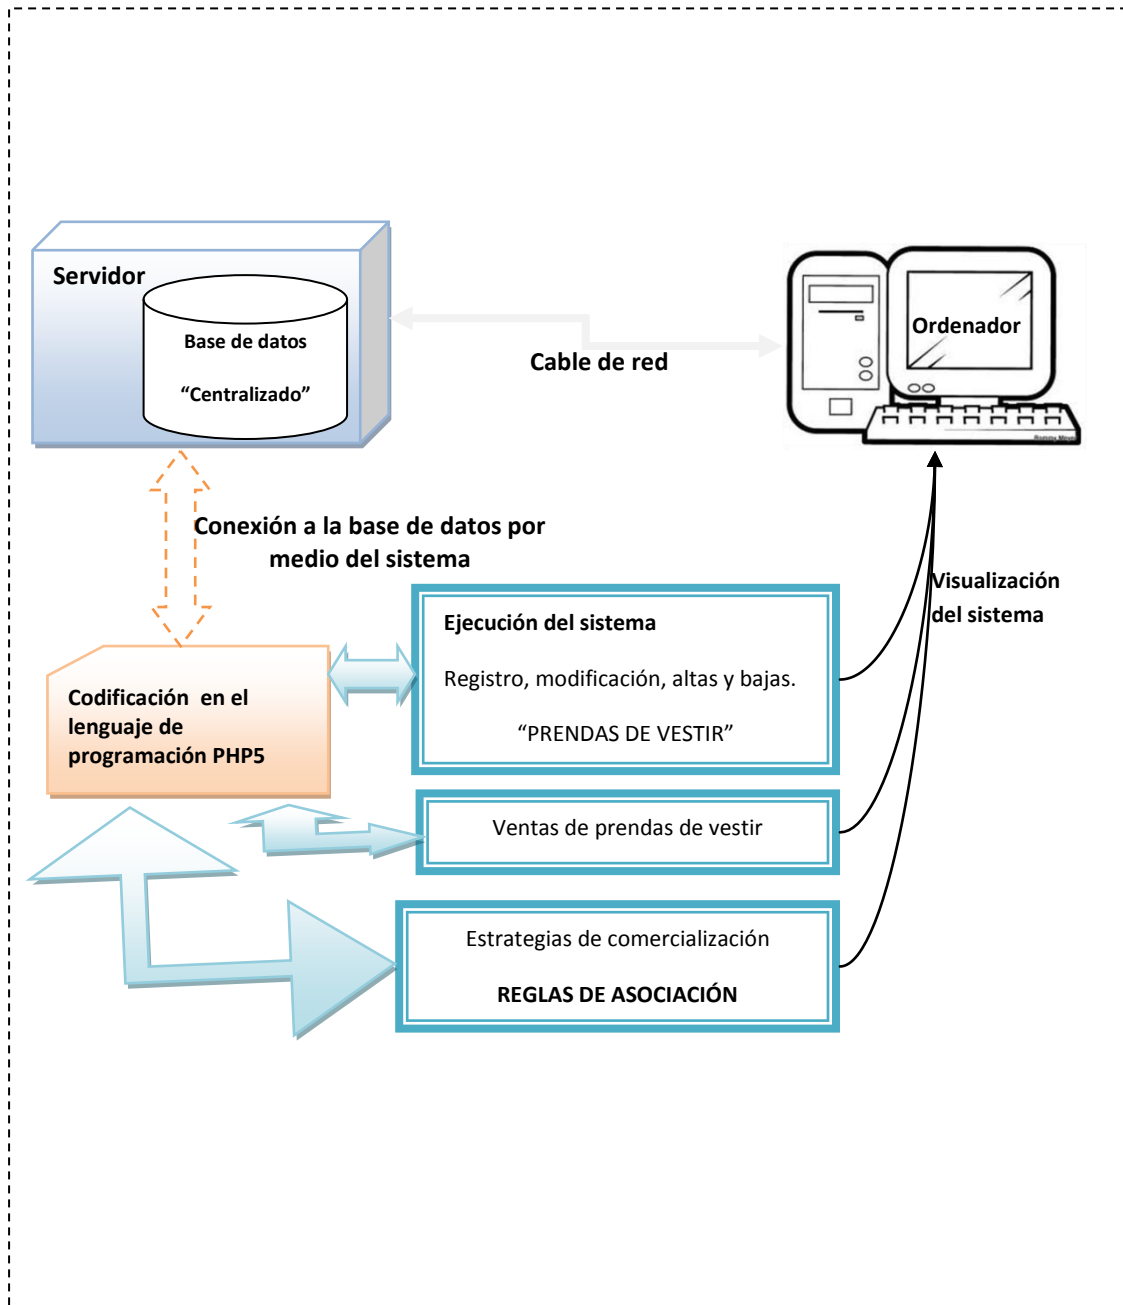 Servidor
Base de datos
“Centralizado”
Ordenador
Cable de red
Conexión a la base de datos por
medio del sistema
Visualización
del sistema
Ejecución del sistema
Registro, modificación, altas y bajas.
“PRENDAS DE VESTIR”
Codificación en el
lenguaje de
programación PHP5
Ventas de prendas de vestir
Estrategias de comercialización
REGLAS DE ASOCIACIÓN